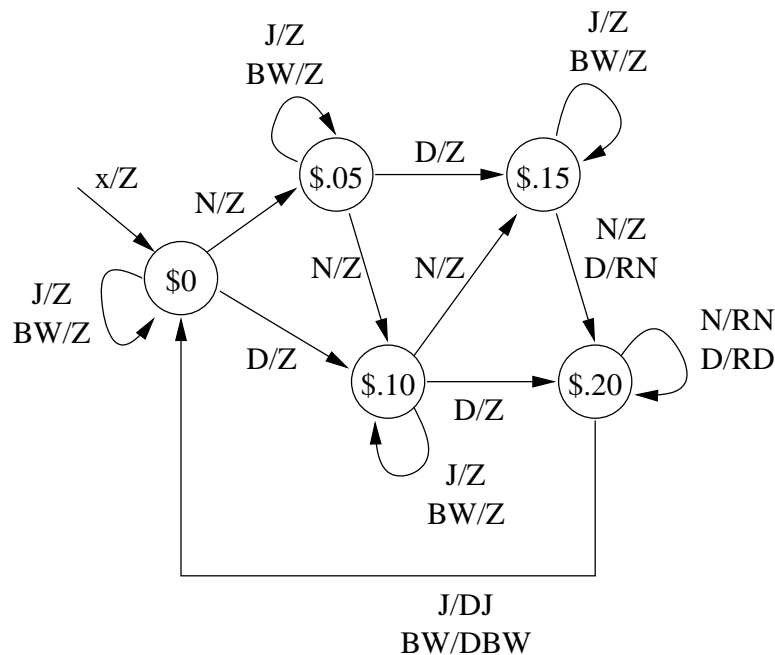 J/Z
BW/Z
J/Z
BW/Z
x/Z
N/Z
$.05
D/Z
$.15
$0
J/Z
BW/Z
N/Z
N/Z
N/Z
D/RN
D/Z
$.10
D/Z
$.20
N/RN
D/RD
J/Z
BW/Z
J/DJ
BW/DBW